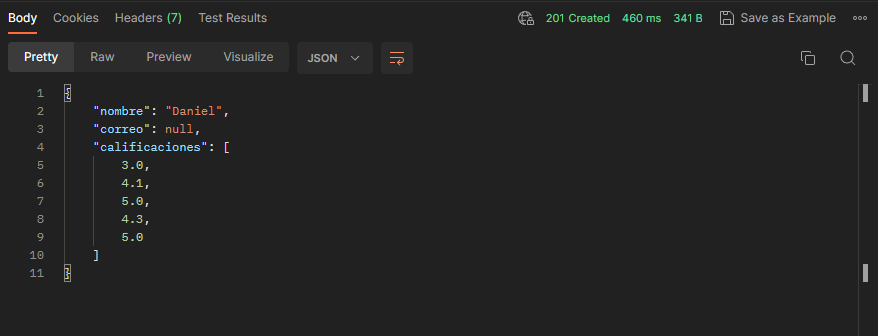 Body Cookies Headers (7) Test Results 201 Created 460 ms 341 B Save as Example
Pretty Raw Preview Visualize JSON
1 {
2 "nombre": "Daniel",
3 "correo": null,
4 "calificaciones": [
5 3.0,
6 4.1,
7 5.0,
8 4.3,
9 5.0
10 ]
11 }